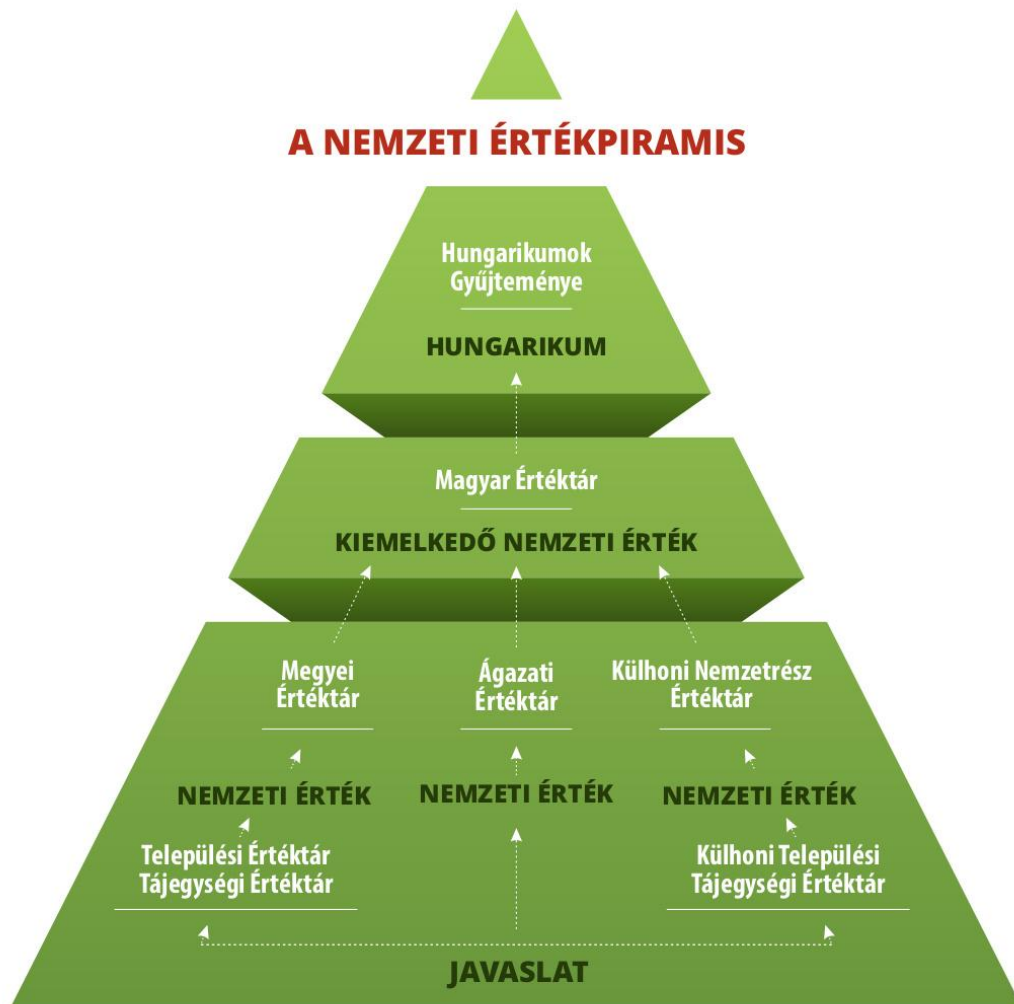 A NEMZETI ÉRTÉKPIRAMIS
Hungarikumok
Gyűjteménye
HUNGARIKUM
Magyar Értéktár
KIEMELKEDŐ NEMZETI ÉRTÉK
Megyei
Értéktár
Ágazati
Értéktár
Külhoni Nemzetrész
Értéktár
NEMZETI ÉRTÉK
NEMZETI ÉRTÉK
NEMZETI ÉRTÉK
Települési Értéktár
Tájegységi Értéktár
Külhoni Települési
Tájegységi Értéktár
JAVASLAT